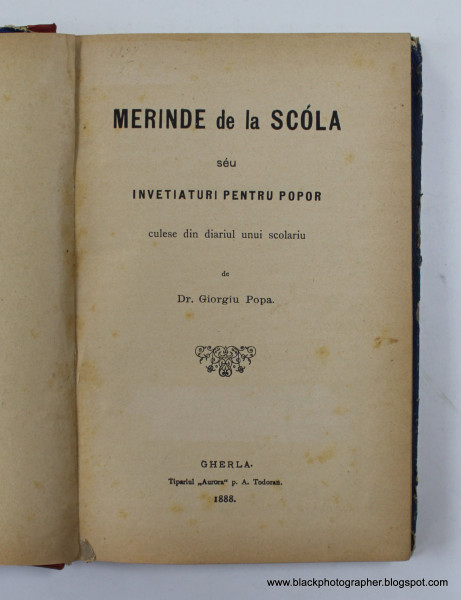 MERINDE de la SCÓLA
séu
INVETIATURI PENTRU POPOR
culese din diariul unui scolariu
de
Dr. Giorgiu Popa.
GHERLA.
Tipariul „Aurora“ p. A. Todoran.
1888.
www.blackphotographer.blogspot.com